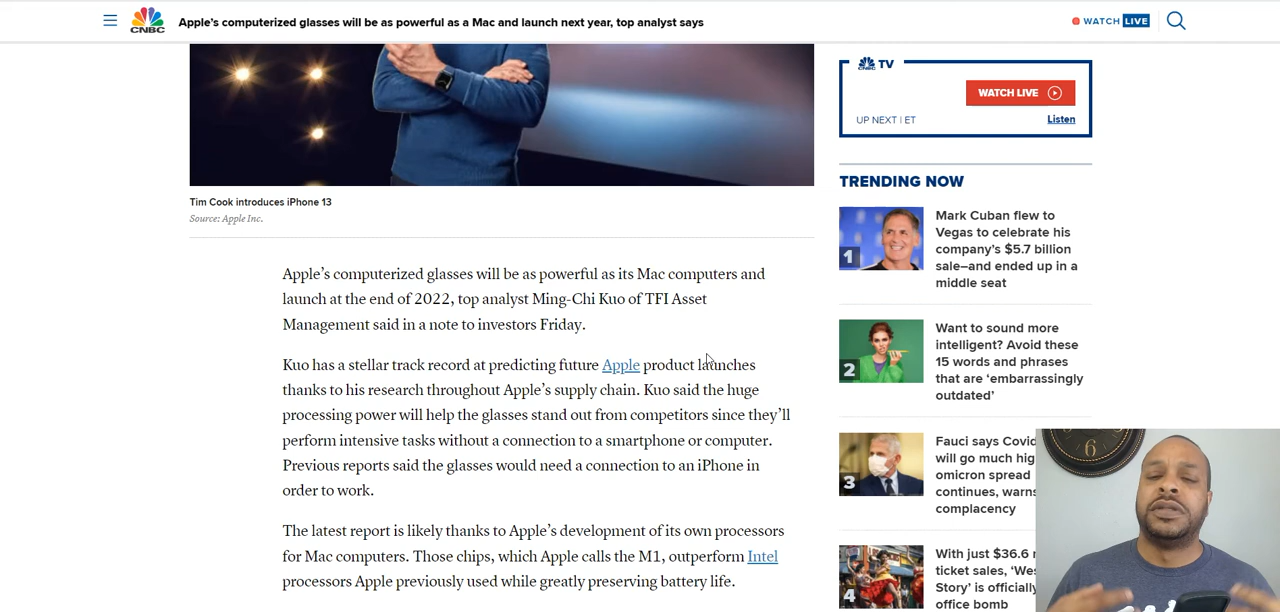 CNBC
Apple's computerized glasses will be as powerful as a Mac and launch next year, top analyst says
WATCH LIVE
Tim Cook introduces iPhone 13
Source: Apple Inc.
Apple's computerized glasses will be as powerful as its Mac computers and
launch at the end of 2022, top analyst Ming-Chi Kuo of TFI Asset
Management said in a note to investors Friday.
Kuo has a stellar track record at predicting future Apple product launches
thanks to his research throughout Apple's supply chain. Kuo said the huge
processing power will help the glasses stand out from competitors since they'll
perform intensive tasks without a connection to a smartphone or computer.
Previous reports said the glasses would need a connection to an iPhone in
order to work.
The latest report is likely thanks to Apple's development of its own processors
for Mac computers. Those chips, which Apple calls the M1, outperform Intel
processors Apple previously used while greatly preserving battery life.
CNBC TV
WATCH LIVE
UP NEXT | ET
Listen
TRENDING NOW
1
Mark Cuban flew to
Vegas to celebrate his
company's $5.7 billion
sale–and ended up in a
middle seat
2
Want to sound more
intelligent? Avoid these
15 words and phrases
that are 'embarrassingly
outdated'
3
Fauci says Covid
will go much hig
omicron spread
continues, warns
complacency
4
With just $36.6 m
ticket sales, 'Wes
Story' is officially
office bomb
6